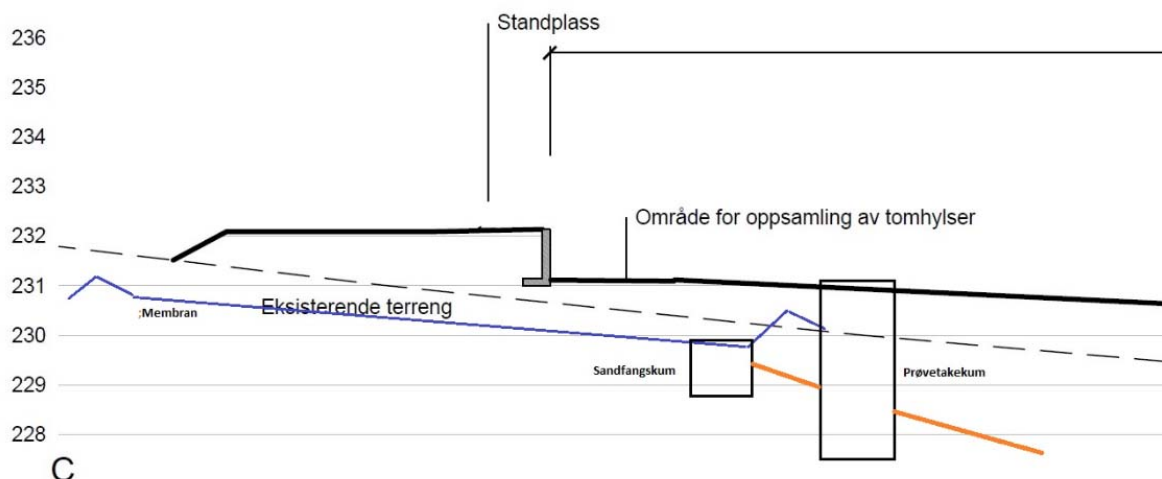 Standplass
236
235
234
233
Område for oppsamling av tomhylser
232
231
;Membran
Eksisterende terreng
230
Sandfangskum
Prøvetakekum
229
228
C